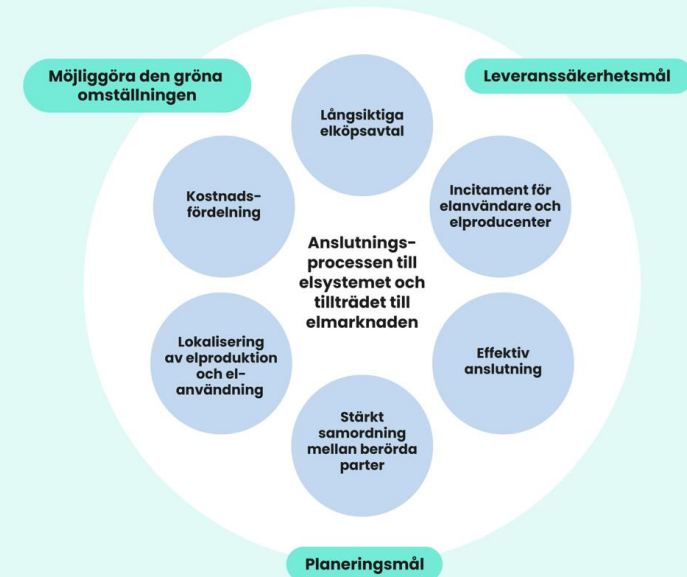 Möjliggöra den gröna
omställningen
Leveranssäkerhetsmål
Långsiktiga
elköpsavtal
Kostnads-
fördelning
Incitament för
elanvändare och
elproducenter
Anslutnings-
processen till
elsystemet och
tillträdet till
elmarknaden
Lokalisering
av elproduktion
och el-
användning
Effektiv
anslutning
Stärkt
samordning
mellan berörda
parter
Planeringsmål